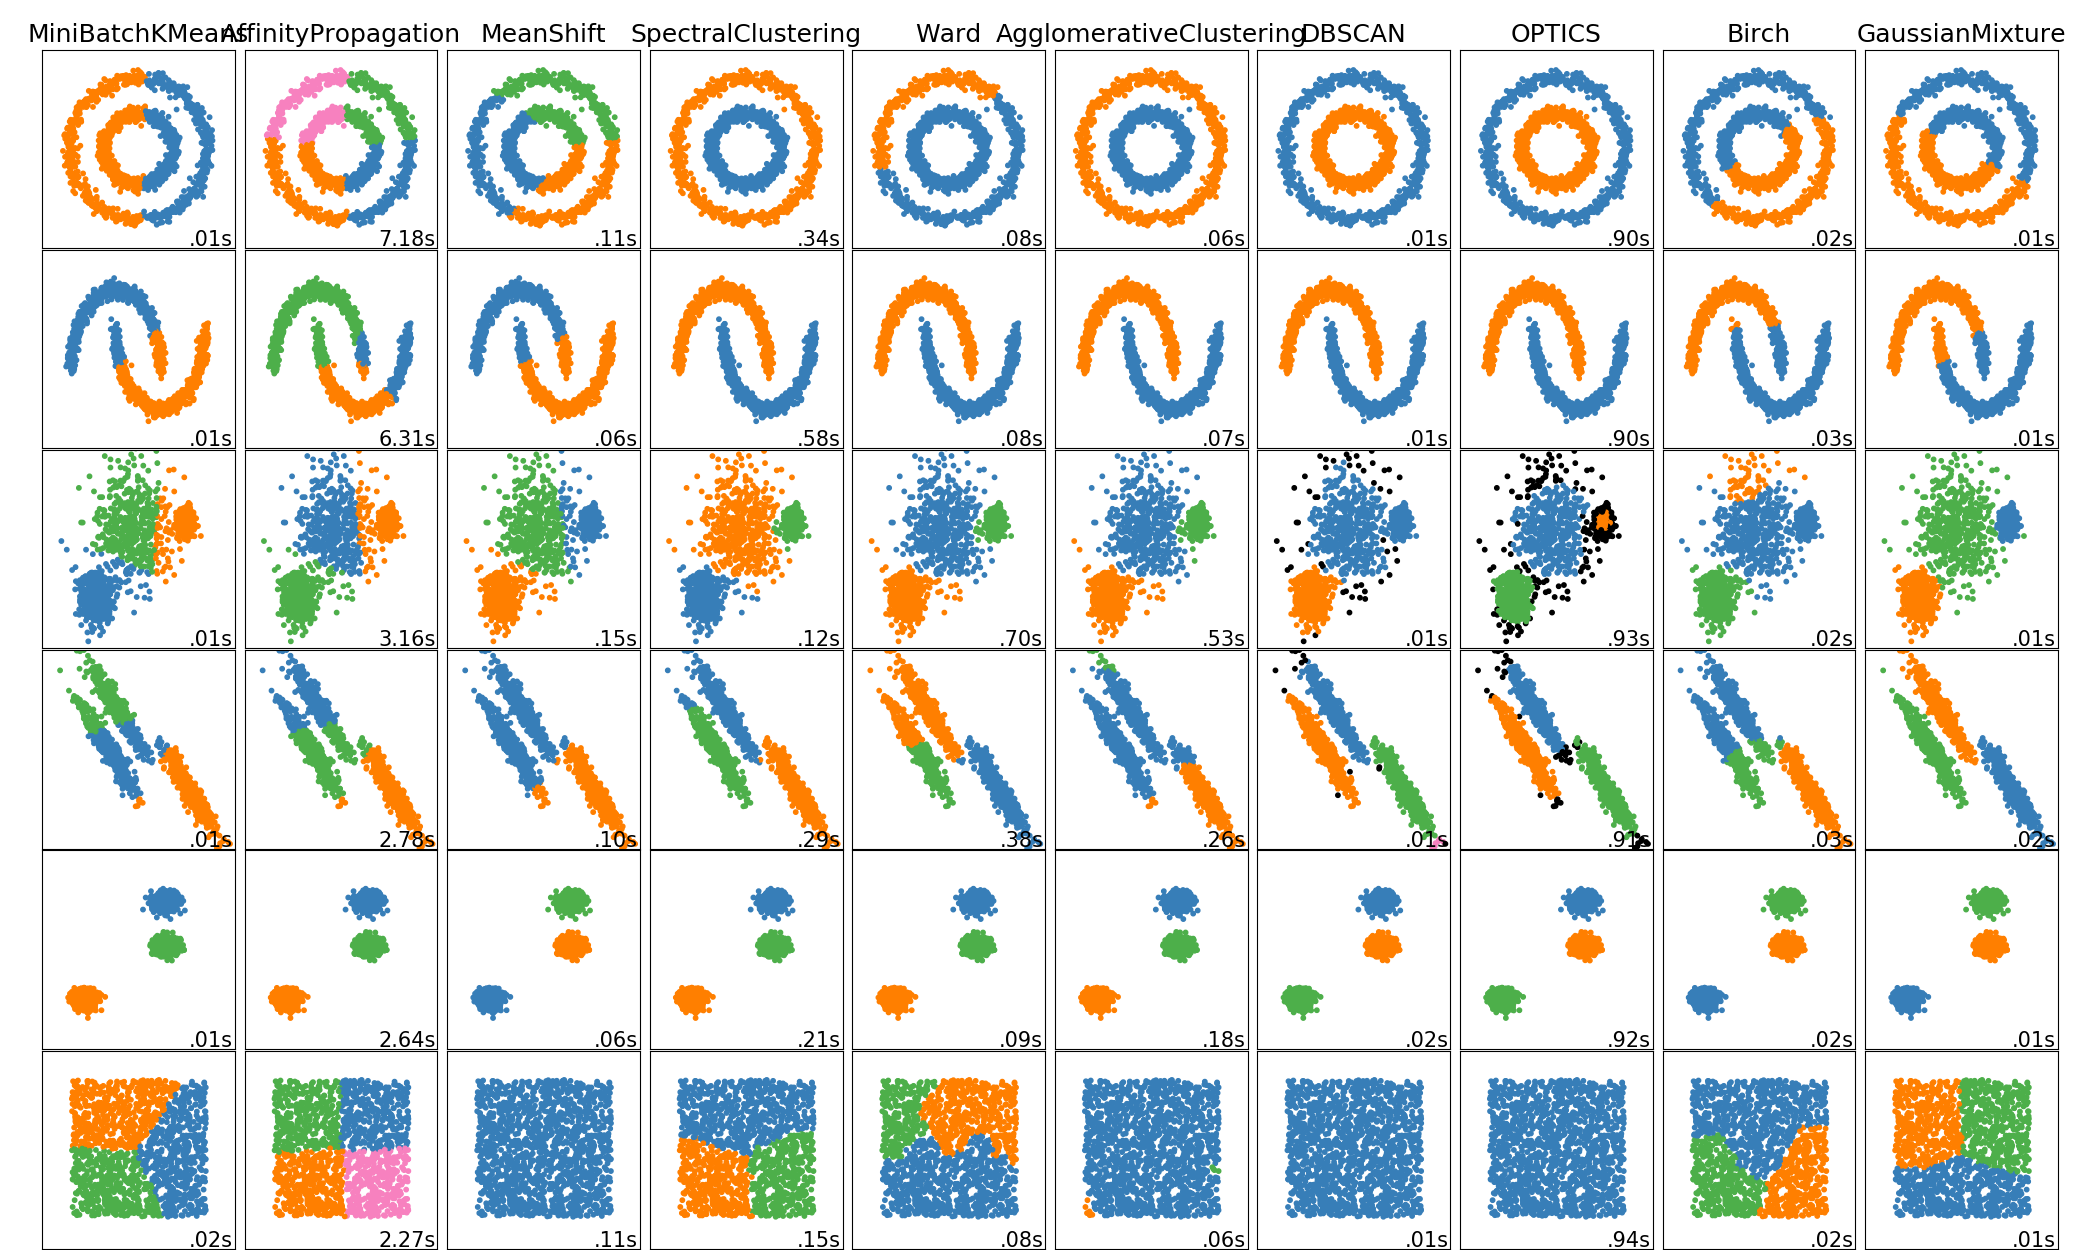 MiniBatchKMeans AffinityPropagation MeanShift SpectralClustering Ward AgglomerativeClustering DBSCAN OPTICS Birch GaussianMixture
.01s 7.18s .11s .34s .08s .06s .01s .90s .02s .01s
.01s 6.31s .06s .58s .08s .07s .01s .90s .03s .01s
.01s 3.16s .15s .12s .70s .53s .01s .93s .02s .01s
.01s 2.78s .10s .29s .38s .26s .01s .91s .03s .02s
.01s 2.64s .06s .21s .09s .18s .02s .92s .02s .01s
.02s 2.27s .11s .15s .08s .06s .01s .94s .02s .01s